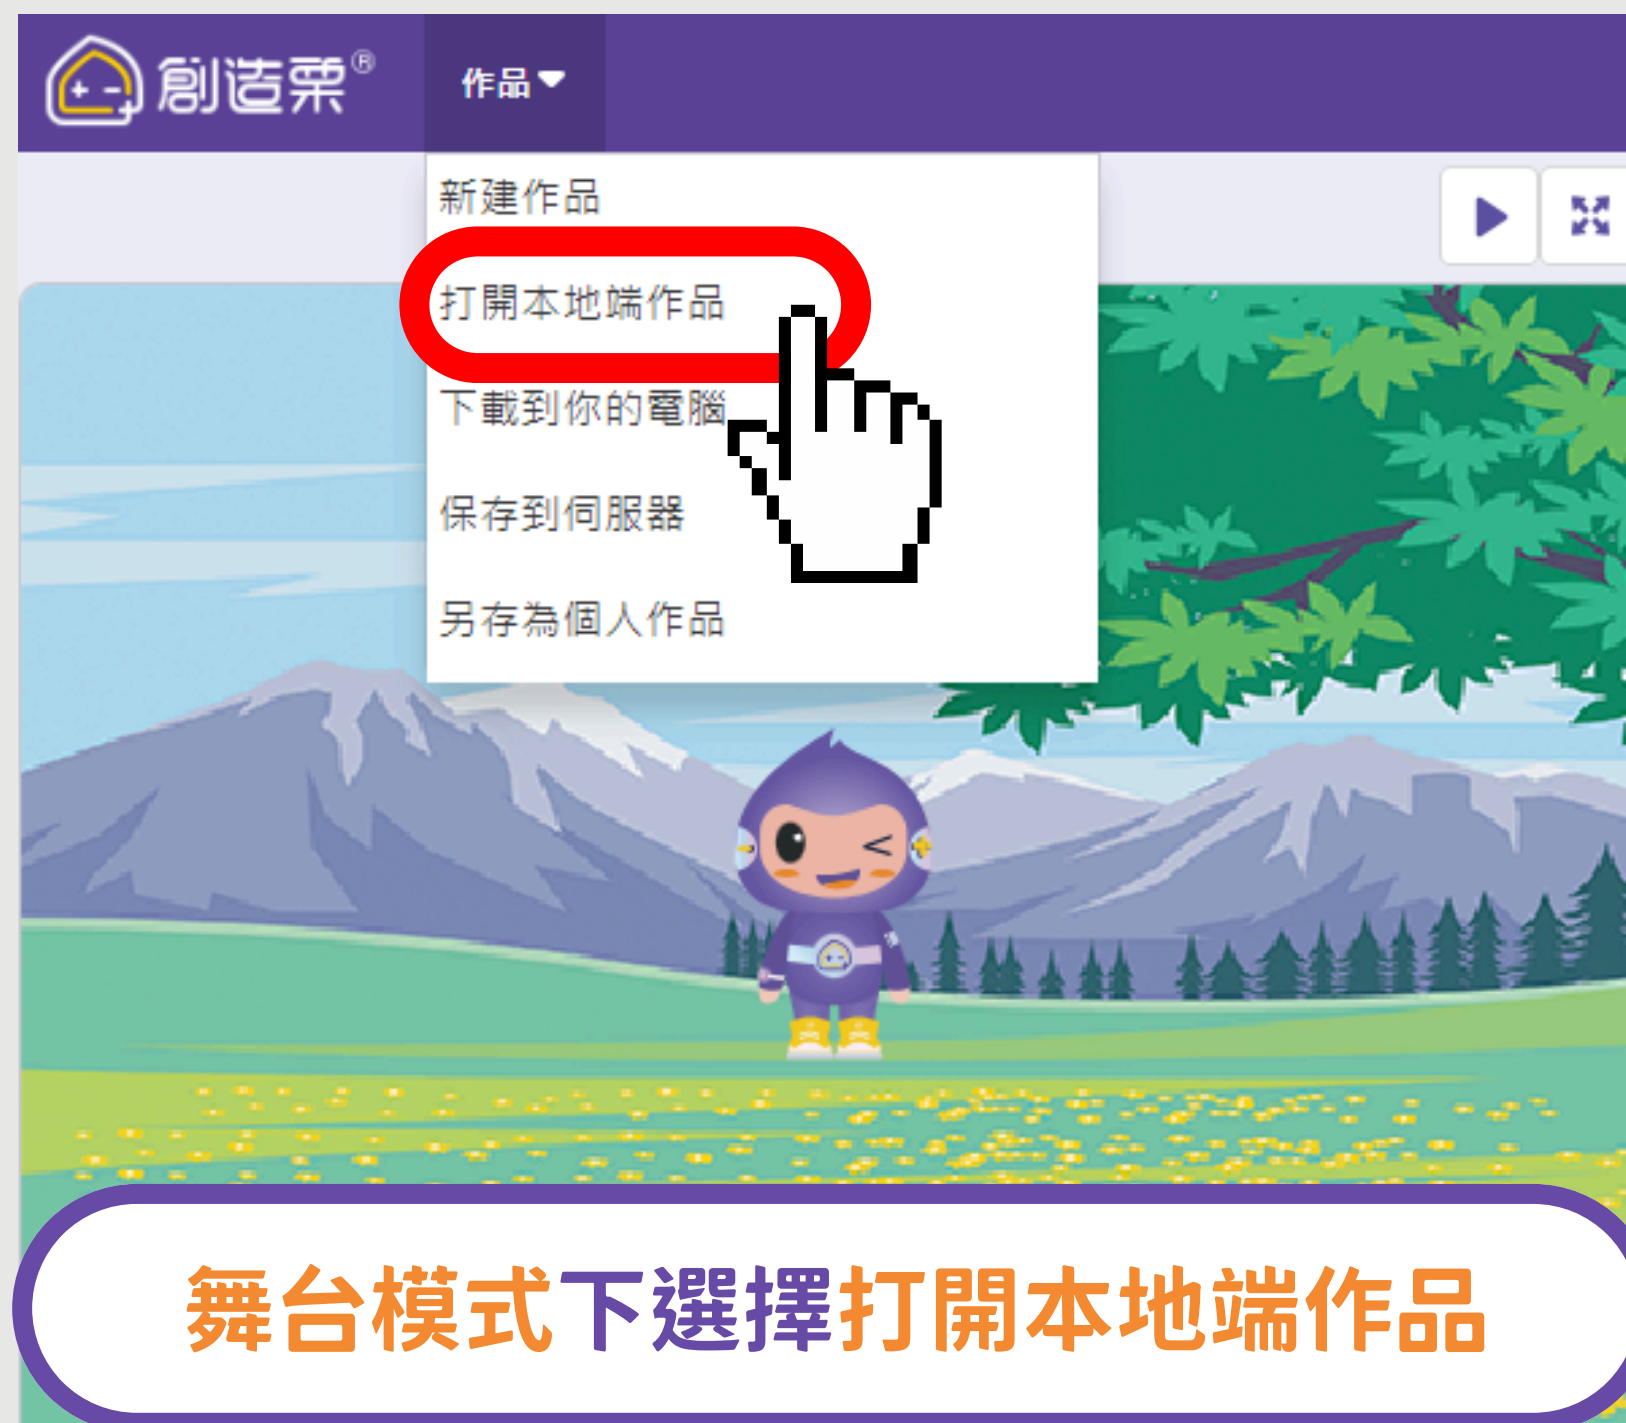 創造栗®
作品
新建作品
打開本地端作品
下載到你的電腦
保存到伺服器
另存為個人作品
舞台模式下選擇打開本地端作品